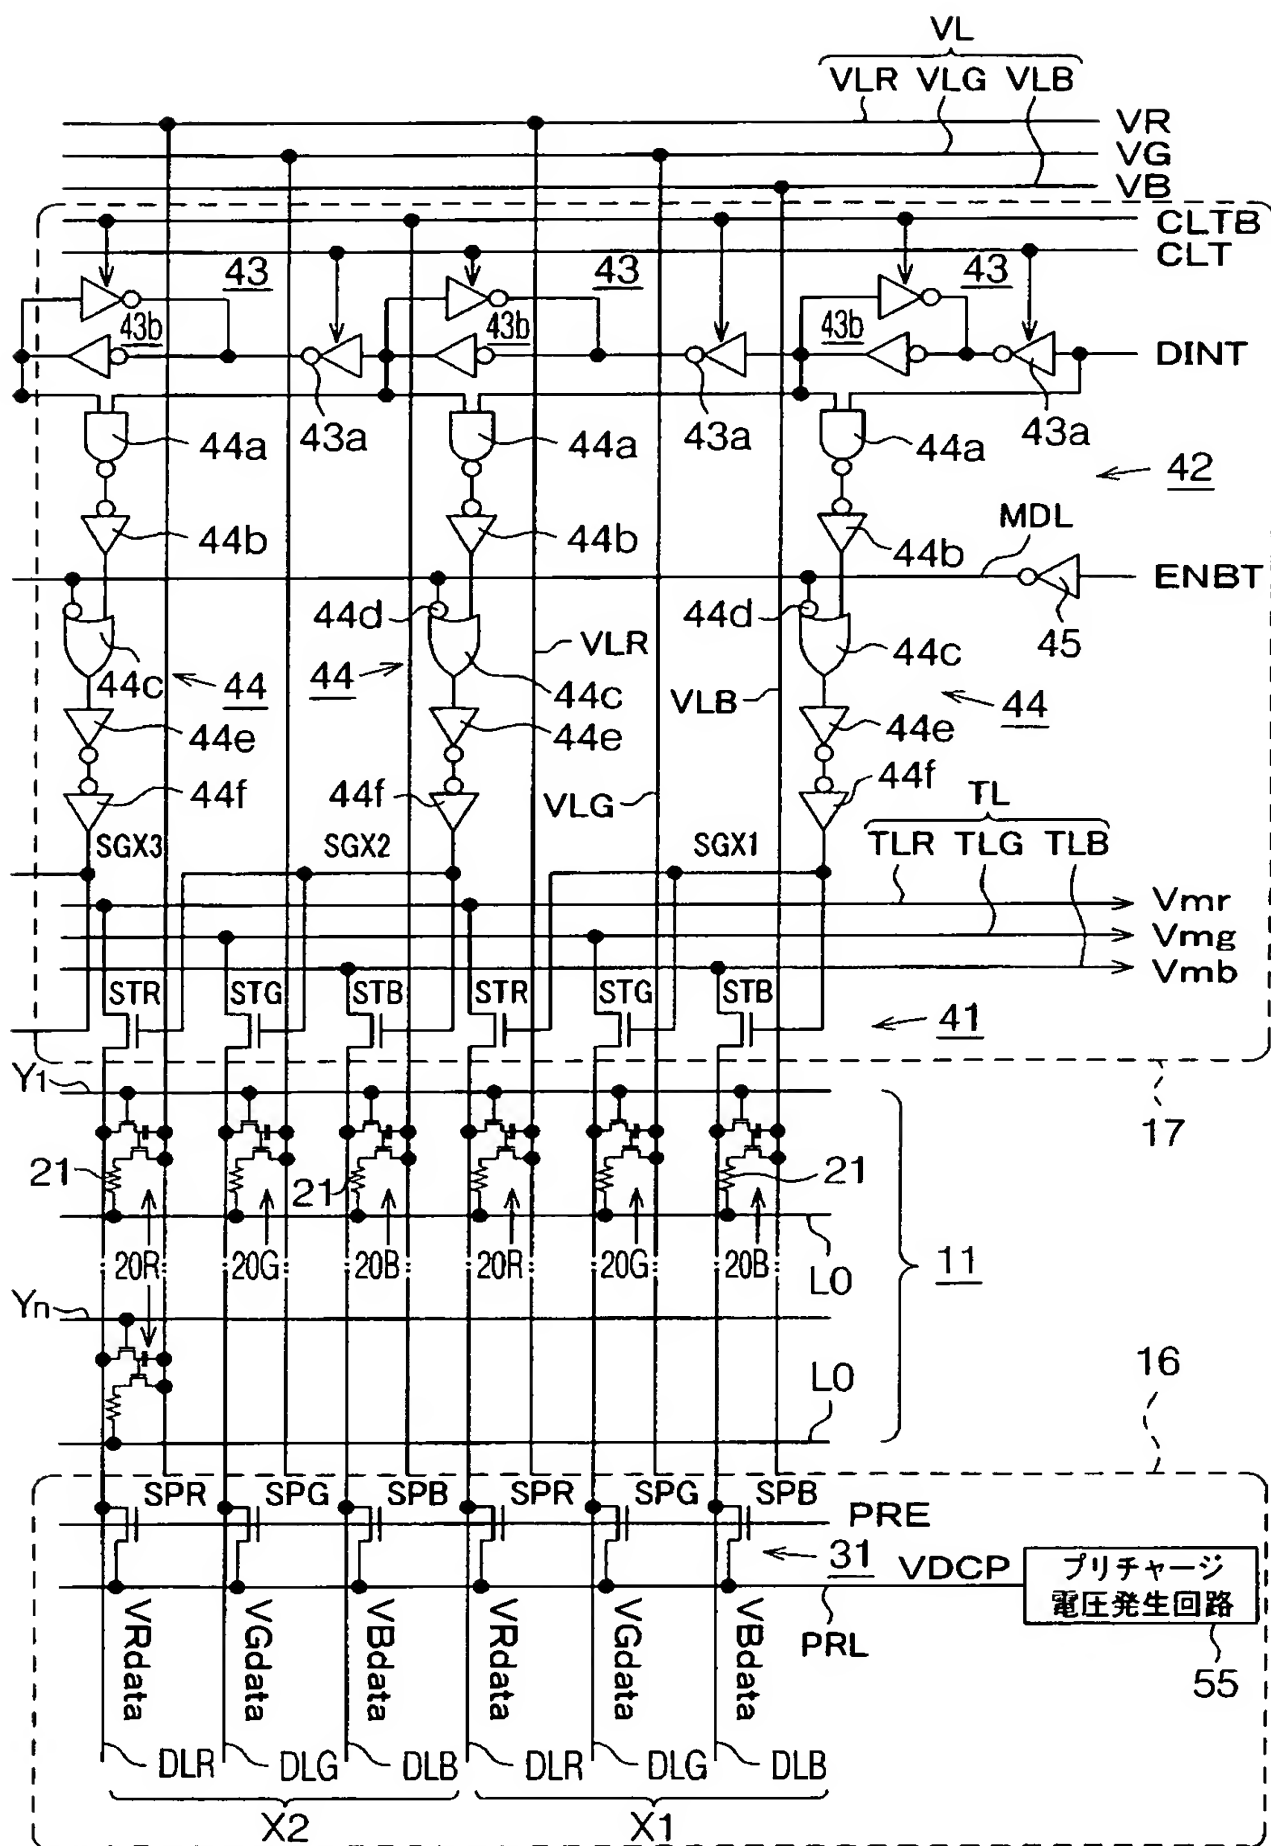 VL
VLR VLG VLB
VR
VG
VB
CLTB
CLT
43 43 43
43b 43b 43b
DINT
43a 43a 43a
44a 44a 44a
42
44b 44b 44b
MDL
ENBT
45
44d 44d
44c 44c 44c
VLR
44 44 44
VLB
44e 44e 44e
44f 44f 44f
VLG
TL
SGX3 SGX2 SGX1
TLR TLG TLB
Vmr
Vmg
Vmb
STR STG STB STR STG STB
41
Y1
17
21 21 21
20R 20G 20B 20R 20G 20B
LO
11
Yn
LO
16
SPR SPG SPB SPR SPG SPB
PRE
31
VDCP
プリチャージ
電圧発生回路
PRL
55
VRdata VGdata VBdata VRdata VGdata VBdata
DLR DLG DLB DLR DLG DLB
X2 X1